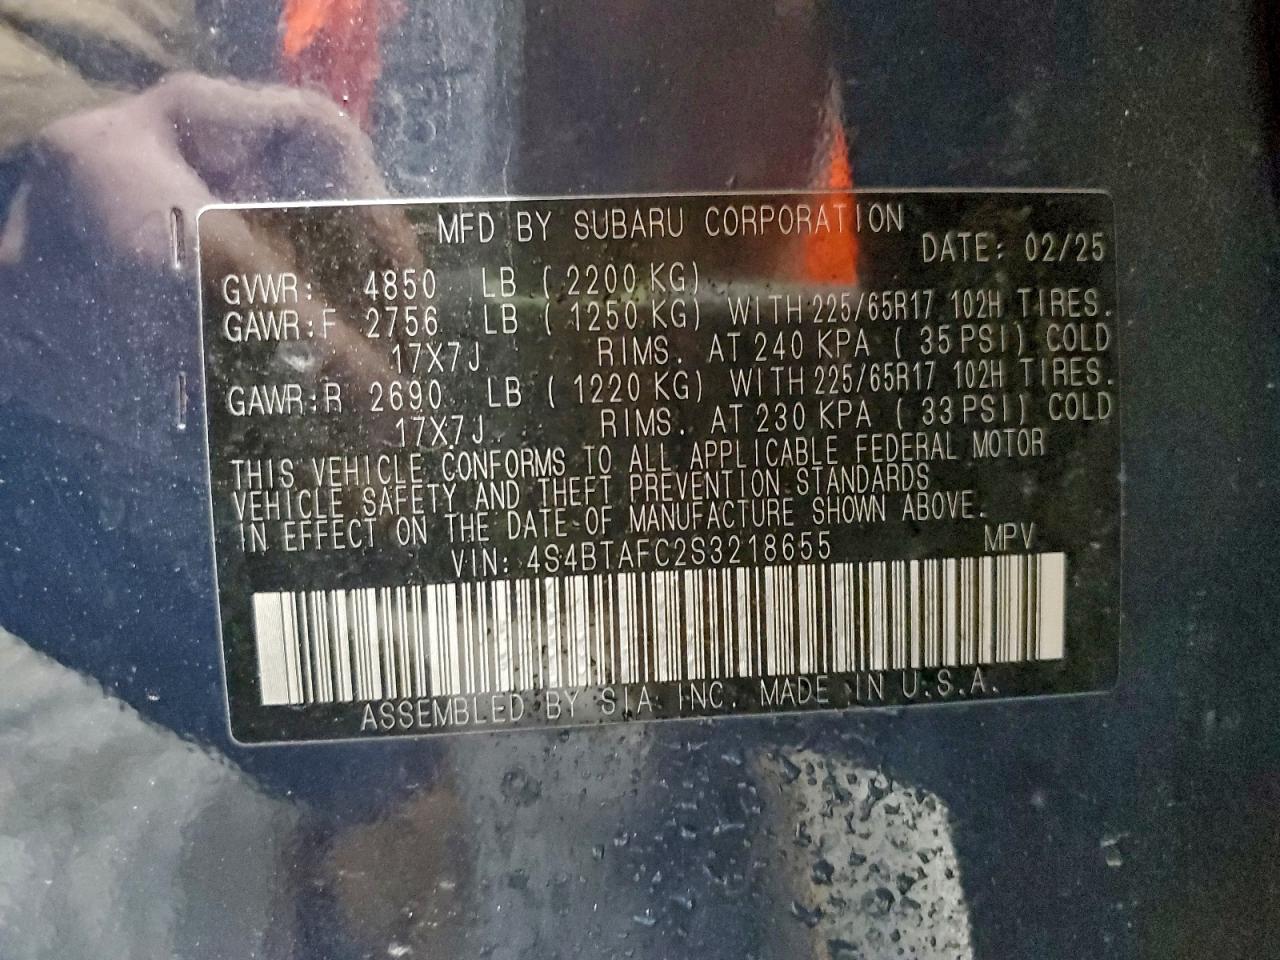 MFD BY SUBARU CORPORATION
DATE: 02/25
GVWR: 4850 LB ( 2200 KG)
GAWR:F 2756 LB ( 1250 KG) WITH 225/65R17 102H TIRES.
17X7J RIMS. AT 240 KPA ( 35 PSI) COLD
GAWR:R 2690 LB ( 1220 KG) WITH 225/65R17 102H TIRES.
17X7J RIMS. AT 230 KPA ( 33 PSI) COLD
THIS VEHICLE CONFORMS TO ALL APPLICABLE FEDERAL MOTOR
VEHICLE SAFETY AND THEFT PREVENTION STANDARDS
IN EFFECT ON THE DATE OF MANUFACTURE SHOWN ABOVE.
VIN: 4S4BTAFC2S3218655 MPV
ASSEMBLED BY SIA INC. MADE IN U.S.A.